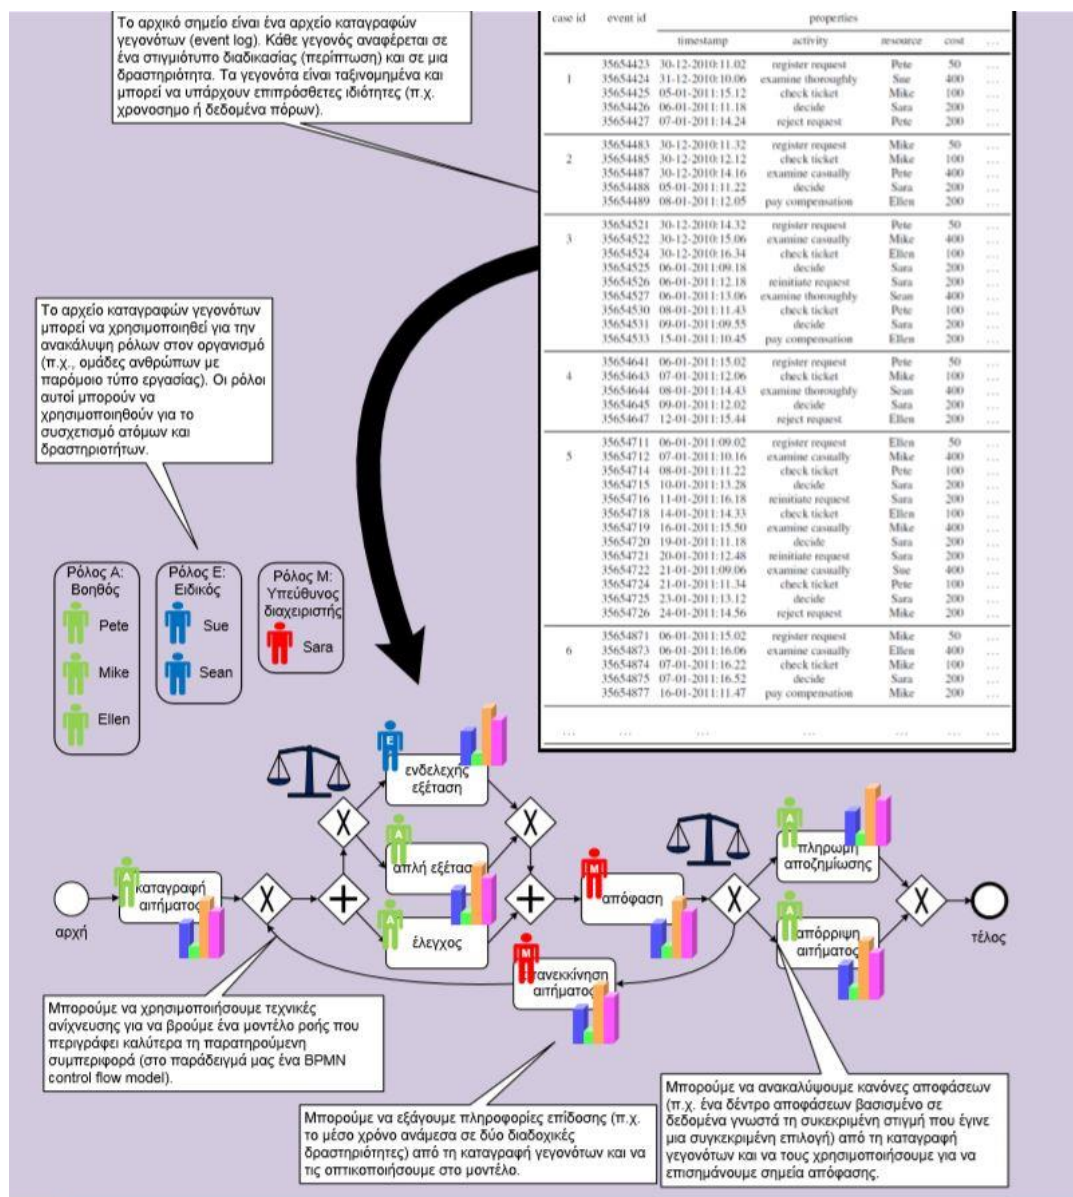 Το αρχικό σημείο είναι ένα αρχείο καταγραφών
γεγονότων (event log). Κάθε γεγονός αναφέρεται σε
ένα στιγμιότυπο διαδικασίας (περίπτωση) και σε μια
δραστηριότητα. Τα γεγονότα είναι ταξινομημένα και
μπορεί να υπάρχουν επιπρόσθετες ιδιότητες (π.χ.
χρονοσημο ή δεδομένα πόρων).
case id event id properties
timestamp activity resource cost ...
35654423 30-12-2010:11.02 register request Pete 50 ...
1 35654424 31-12-2010:10.06 examine thoroughly Sue 400 ...
35654425 05-01-2011:15.12 check ticket Mike 100 ...
35654426 06-01-2011:11.18 decide Sara 200 ...
35654427 07-01-2011:14.24 reject request Pete 200 ...
35654483 30-12-2010:11.32 register request Mike 50 ...
2 35654485 30-12-2010:12.12 check ticket Mike 100 ...
35654487 30-12-2010:14.16 examine casually Pete 400 ...
35654488 05-01-2011:11.22 decide Sara 200 ...
35654489 08-01-2011:12.05 pay compensation Ellen 200 ...
35654521 30-12-2010:14.32 register request Pete 50 ...
3 35654522 30-12-2010:15.06 examine casually Mike 400 ...
35654524 30-12-2010:16.34 check ticket Ellen 100 ...
35654525 06-01-2011:09.18 decide Sara 200 ...
35654526 06-01-2011:12.18 reinitiate request Sara 200 ...
35654527 06-01-2011:13.06 examine thoroughly Sean 400 ...
35654530 08-01-2011:11.43 check ticket Pete 100 ...
35654531 09-01-2011:09.55 decide Sara 200 ...
35654533 15-01-2011:10.45 pay compensation Ellen 200 ...
35654641 06-01-2011:15.02 register request Pete 50 ...
4 35654643 07-01-2011:12.06 check ticket Mike 100 ...
35654644 08-01-2011:14.43 examine thoroughly Sean 400 ...
35654645 09-01-2011:12.02 decide Sara 200 ...
35654647 12-01-2011:15.44 reject request Ellen 200 ...
35654711 06-01-2011:09.02 register request Ellen 50 ...
5 35654712 07-01-2011:10.16 examine casually Mike 400 ...
35654714 08-01-2011:11.22 check ticket Pete 100 ...
35654715 10-01-2011:13.28 decide Sara 200 ...
35654716 11-01-2011:16.18 reinitiate request Sara 200 ...
35654718 14-01-2011:14.33 check ticket Ellen 100 ...
35654719 16-01-2011:15.50 examine casually Mike 400 ...
35654720 19-01-2011:11.18 decide Sara 200 ...
35654721 20-01-2011:12.48 reinitiate request Sara 200 ...
35654722 21-01-2011:09.06 examine casually Sue 400 ...
35654724 21-01-2011:11.34 check ticket Pete 100 ...
35654725 23-01-2011:13.12 decide Sara 200 ...
35654726 24-01-2011:14.56 reject request Mike 200 ...
35654871 06-01-2011:15.02 register request Mike 50 ...
6 35654873 06-01-2011:16.06 examine casually Ellen 400 ...
35654874 07-01-2011:16.22 check ticket Mike 100 ...
35654875 07-01-2011:16.52 decide Sara 200 ...
35654877 16-01-2011:11.47 pay compensation Mike 200 ...
... ... ... ... ... ... ...
Το αρχείο καταγραφών γεγονότων
μπορεί να χρησιμοποιηθεί για την
ανακάλυψη ρόλων στον οργανισμό
(π.χ., ομάδες ανθρώπων με
παρόμοιο τύπο εργασίας). Οι ρόλοι
αυτοί μπορούν να
χρησιμοποιηθούν για το
συσχετισμό ατόμων και
δραστηριοτήτων.
Ρόλος Α:
Βοηθός
Pete
Mike
Ellen
Ρόλος Ε:
Ειδικός
Sue
Sean
Ρόλος Μ:
Υπεύθυνος
διαχειριστής
Sara
αρχή
A
καταγραφή
αιτήματος
E
ενδελεχής
εξέταση
A
απλή εξέταση
A
έλεγχος
M
απόφαση
M
επανεκκίνηση
αιτήματος
A
πληρωμή
αποζημίωσης
A
απόρριψη
αιτήματος
τέλος
Μπορούμε να χρησιμοποιήσουμε τεχνικές
ανίχνευσης για να βρούμε ένα μοντέλο ροής που
περιγράφει καλύτερα τη παρατηρούμενη
συμπεριφορά (στο παράδειγμά μας ένα BPMN
control flow model).
Μπορούμε να εξάγουμε πληροφορίες επίδοσης (π.χ.
το μέσο χρόνο ανάμεσα σε δύο διαδοχικές
δραστηριότητες) από τη καταγραφή γεγονότων και να
τις οπτικοποιήσουμε στο μοντέλο.
Μπορούμε να ανακαλύψουμε κανόνες αποφάσεων
(π.χ. ένα δέντρο αποφάσεων βασισμένο σε
δεδομένα γνωστά τη συεκεριμένη στιγμή που έγινε
μια συγκεκριμένη επιλογή) από τη καταγραφή
γεγονότων και να τους χρησιμοποιήσουμε για να
επισημάνουμε σημεία απόφασης.